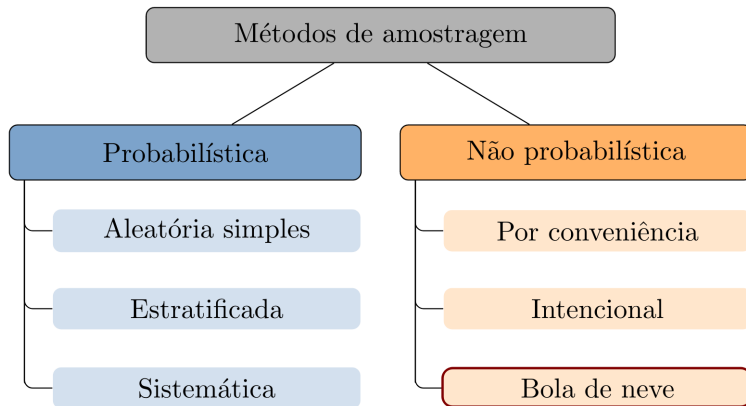 Métodos de amostragem
Probabilística
Não probabilística
Aleatória simples
Por conveniência
Estratificada
Intencional
Sistemática
Bola de neve